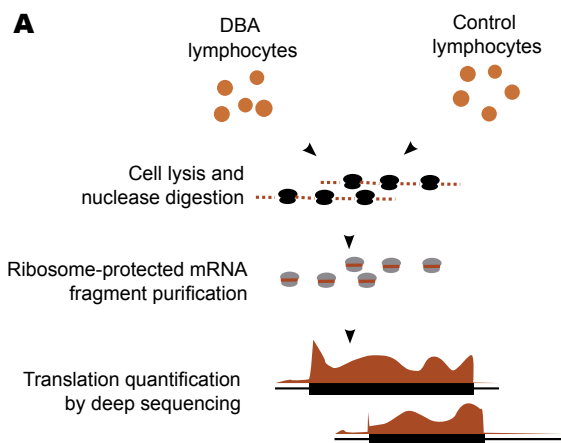 A
DBA
lymphocytes
Control
lymphocytes
Cell lysis and
nuclease digestion
Ribosome-protected mRNA
fragment purification
Translation quantification
by deep sequencing